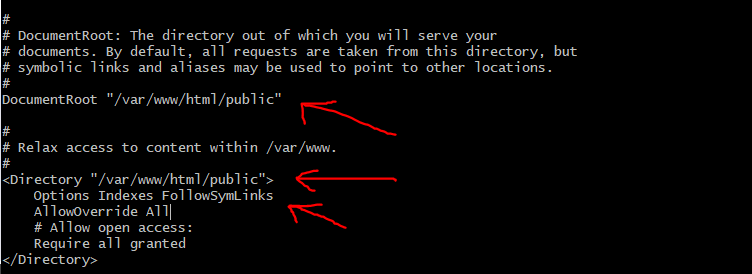 #
# DocumentRoot: The directory out of which you will serve your
# documents. By default, all requests are taken from this directory, but
# symbolic links and aliases may be used to point to other locations.
#
DocumentRoot "/var/www/html/public"
#
# Relax access to content within /var/www.
#
<Directory "/var/www/html/public">
    Options Indexes FollowSymLinks
    AllowOverride All
    # Allow open access:
    Require all granted
</Directory>